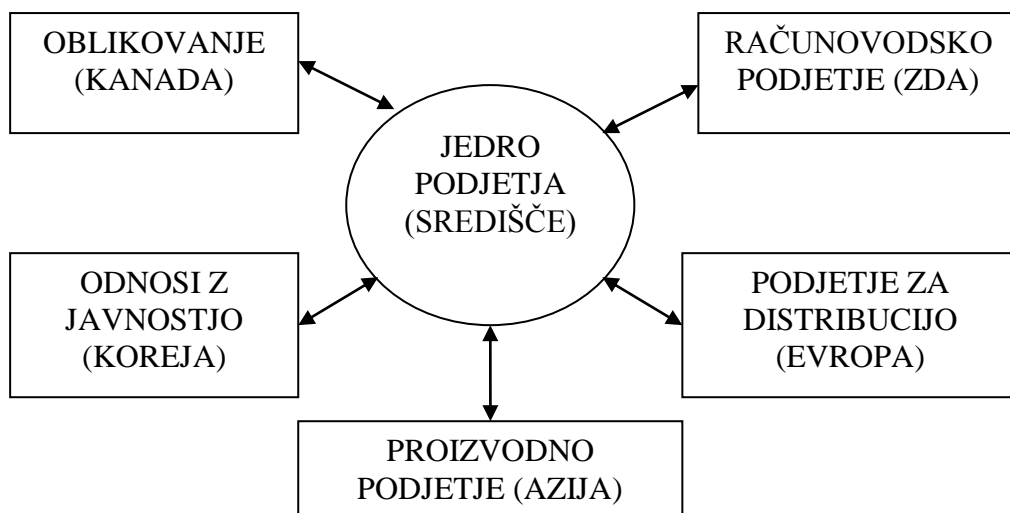 OBLIKOVANJE
(KANADA)
RAČUNOVODSKO
PODJETJE (ZDA)
JEDRO
PODJETJA
(SREDIŠČE)
ODNOSI Z
JAVNOSTJO
(KOREJA)
PODJETJE ZA
DISTRIBUCIJO
(EVROPA)
PROIZVODNO
PODJETJE (AZIJA)